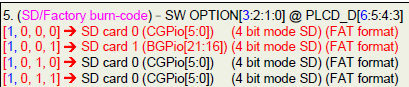 5. (SD/Factory burn-code) – SW OPTION[3:2:1:0] @ PLCD_D[6:5:4:3]
[1, 0, 0, 0] ➔ SD card 0 (CGPio[5:0]) (4 bit mode SD) (FAT format)
[1, 0, 0, 1] ➔ SD card 1 (BGPio[21:16]) (4 bit mode SD) (FAT format)
[0, 0, 1, 0] ➔ SD card 0 (CGPio[5:0]) (4 bit mode SD) (FAT format)
[1, 0, 1, 1] ➔ SD card 0 (CGPio[5:0]) (4 bit mode SD) (FAT format)